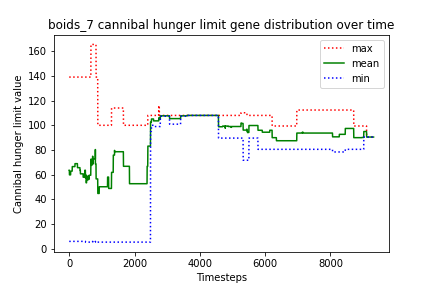 boids_7 cannibal hunger limit gene distribution over time
Cannibal hunger limit value
160
140
120
100
80
60
40
20
0
max
mean
min
0 2000 4000 6000 8000
Timesteps